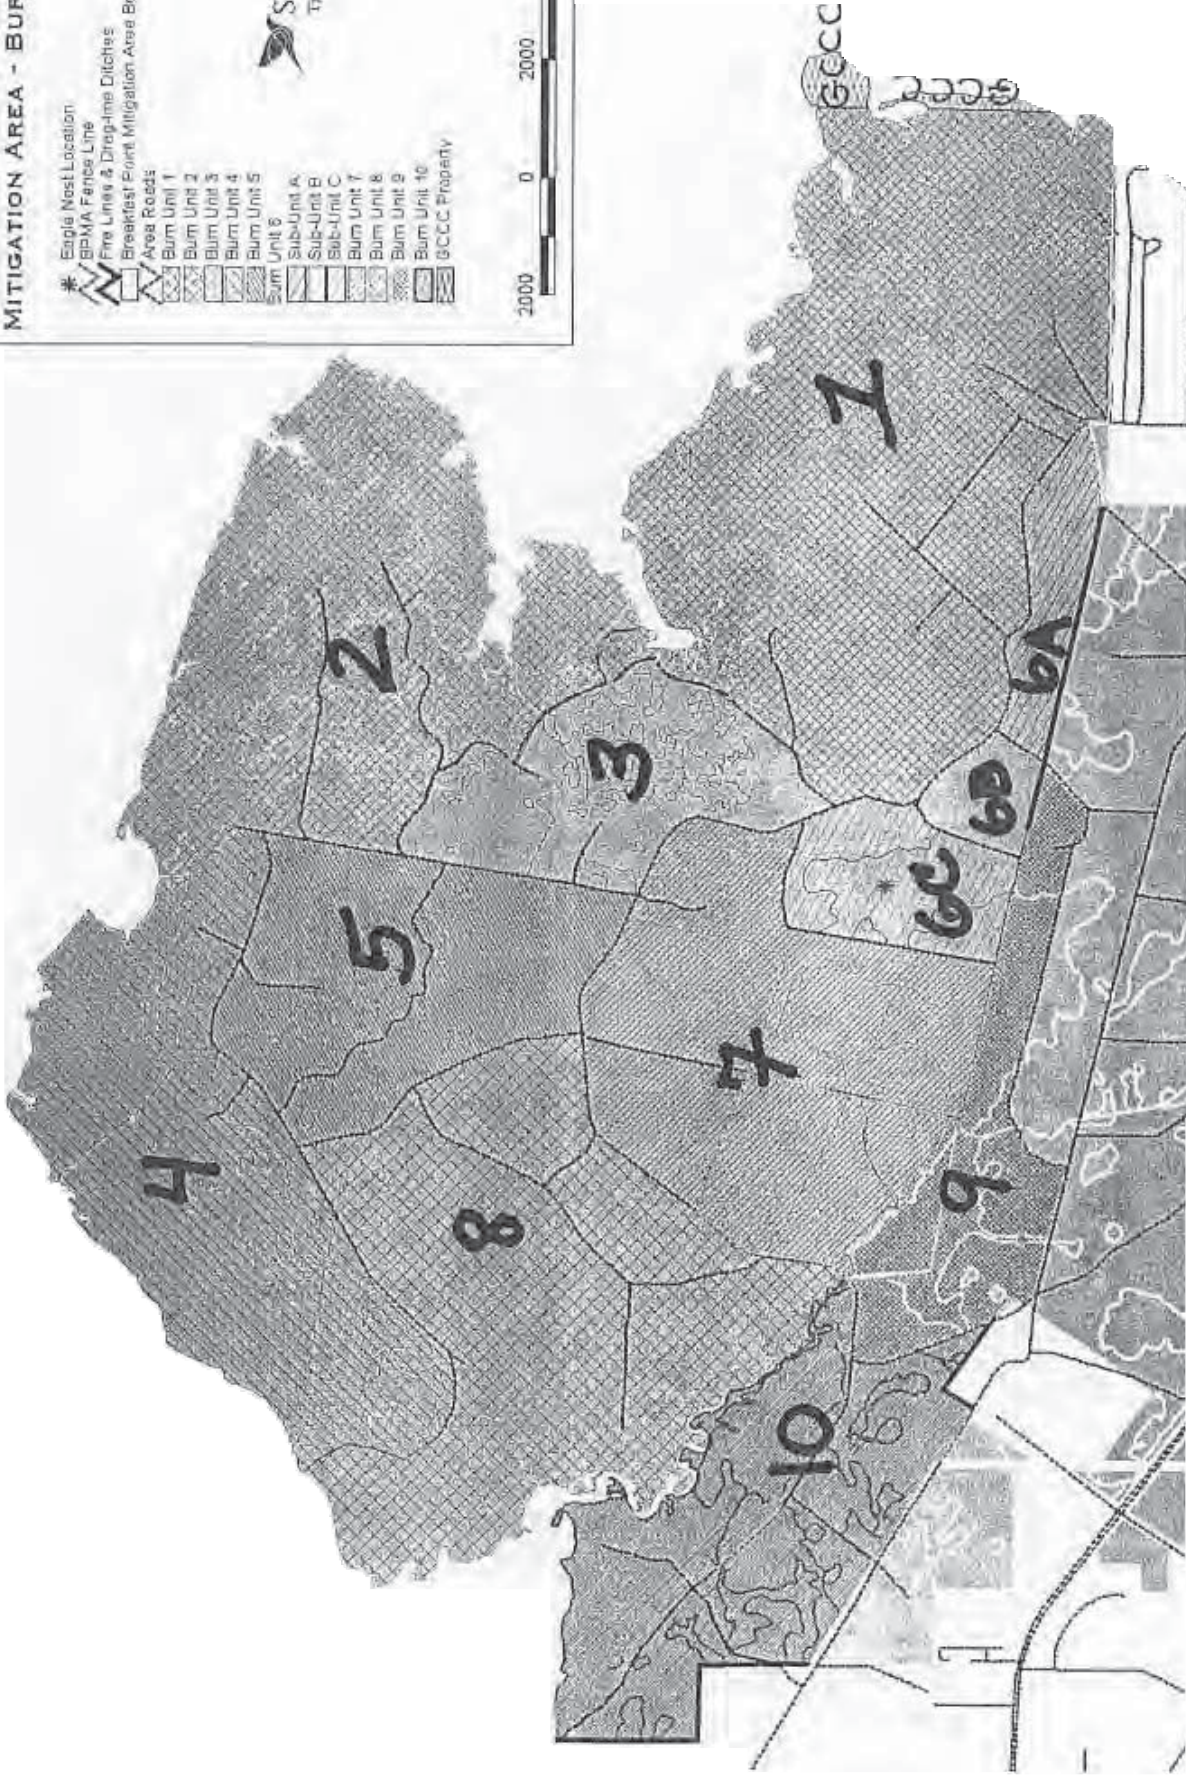 MITIGATION AREA - BUR
Eagle Nest Location
BPMA Fence Line
Fire Lines & Drag-line Ditches
Breakfast Point Mitigation Area Bo
Area Roads
Burn Unit 1
Burn Unit 2
Burn Unit 3
Burn Unit 4
Burn Unit 5
Burn Unit 6
Sub-Unit A
Sub-Unit B
Sub-Unit C
Burn Unit 7
Burn Unit 8
Burn Unit 9
Burn Unit 10
GCCC Property
S
T
2000
0
2000
GCCC
1
2
3
4
5
6A
6B
6C
7
8
9
10